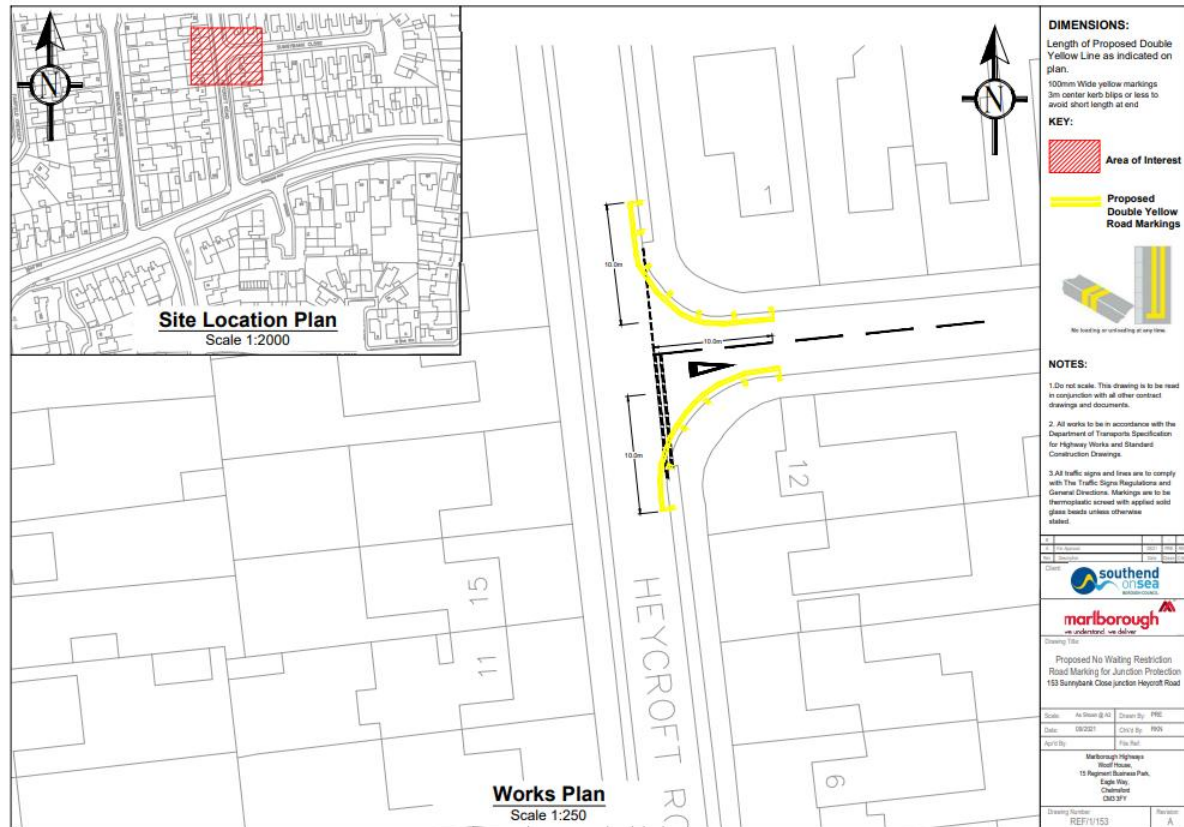 N
SUNNYBANK CLOSE
Site Location Plan
Scale 1:2000
N
1
10.0m
10.0m
10.0m
12
15
11
6
HEYCROFT RO
Works Plan
Scale 1:250
DIMENSIONS:
Length of Proposed Double
Yellow Line as indicated on
plan.
100mm Wide yellow markings
3m center kerb blips or less to
avoid short length at end
KEY:
Area of Interest
Proposed
Double Yellow
Road Markings
No loading or unloading at any time.
NOTES:
1.Do not scale. This drawing is to be read
in conjunction with all other contract
drawings and documents.
2. All works to be in accordance with the
Department of Transports Specification
for Highway Works and Standard
Construction Drawings.
3.All traffic signs and lines are to comply
with The Traffic Signs Regulations and
General Directions. Markings are to be
thermoplastic screed with applied solid
glass beads unless otherwise
stated.
Client
southend
onsea
BOROUGH COUNCIL
marlborough
we understand. we deliver
Drawing Title
Proposed No Waiting Restriction
Road Marking for Junction Protection
153 Sunnybank Close junction Heycroft Road
Scale: As Shown @ A3 Drawn By: PRE
Date: 09/2021 Chk'd By: RKN
Apr'd By File Ref:
Marlborough Highways
Woolf House,
15 Regiment Business Park,
Eagle Way,
Chelmsford
CM3 3FY
Drawing Number Revision
REF/1/153 A